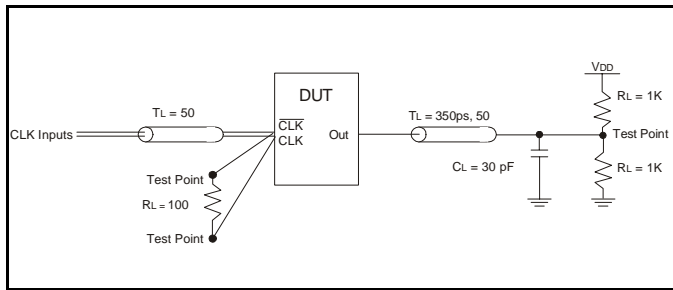 VDD
DUT
RL = 1K
TL = 50
TL = 350ps, 50
CLK
CLK Inputs
CLK
Out
Test Point
Test Point
CL = 30 pF
RL = 1K
RL = 100
Test Point